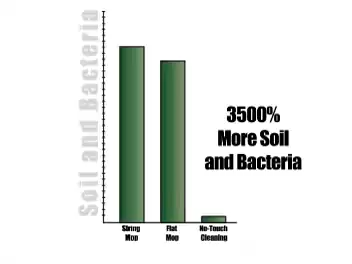 Soil and Bacteria
3500%
More Soil
and Bacteria
String
Mop
Flat
Mop
No-Touch
Cleaning